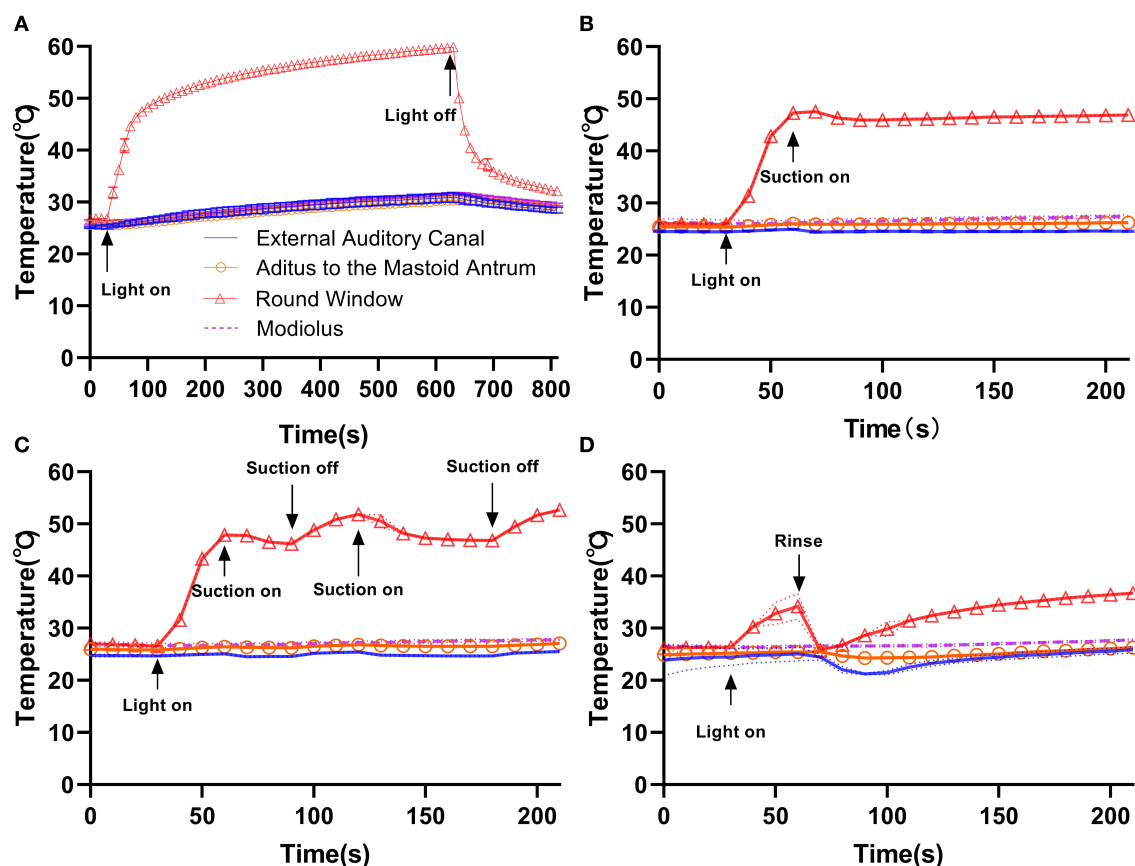 A
Temperature(℃)
60
50
40
30
20
10
0
Light off
Light on
External Auditory Canal
Aditus to the Mastoid Antrum
Round Window
Modiolus
0 100 200 300 400 500 600 700 800
Time(s)
B
Temperature(℃)
60
50
40
30
20
10
0
Suction on
Light on
0 50 100 150 200
Time（s）
C
Temperature(℃)
60
50
40
30
20
10
0
Suction off
Suction off
Suction on
Suction on
Light on
0 50 100 150 200
Time(s)
D
Temperature(℃)
60
50
40
30
20
10
0
Rinse
Light on
0 50 100 150 200
Time(s)